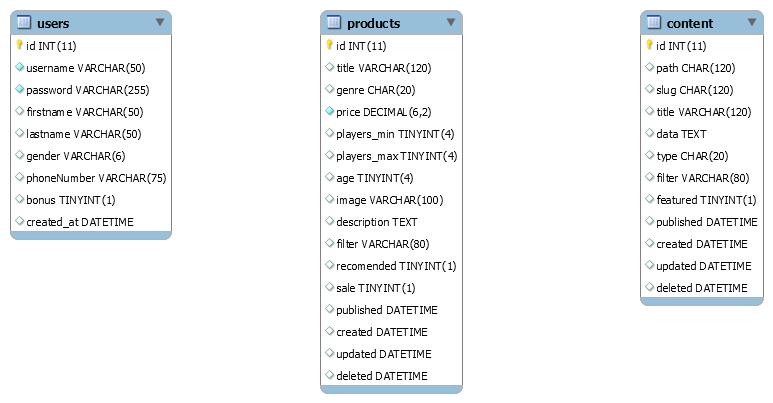 users
id INT(11)
username VARCHAR(50)
password VARCHAR(255)
firstname VARCHAR(50)
lastname VARCHAR(50)
gender VARCHAR(6)
phoneNumber VARCHAR(75)
bonus TINYINT(1)
created_at DATETIME
products
id INT(11)
title VARCHAR(120)
genre CHAR(20)
price DECIMAL(6,2)
players_min TINYINT(4)
players_max TINYINT(4)
age TINYINT(4)
image VARCHAR(100)
description TEXT
filter VARCHAR(80)
recomended TINYINT(1)
sale TINYINT(1)
published DATETIME
created DATETIME
updated DATETIME
deleted DATETIME
content
id INT(11)
path CHAR(120)
slug CHAR(120)
title VARCHAR(120)
data TEXT
type CHAR(20)
filter VARCHAR(80)
featured TINYINT(1)
published DATETIME
created DATETIME
updated DATETIME
deleted DATETIME